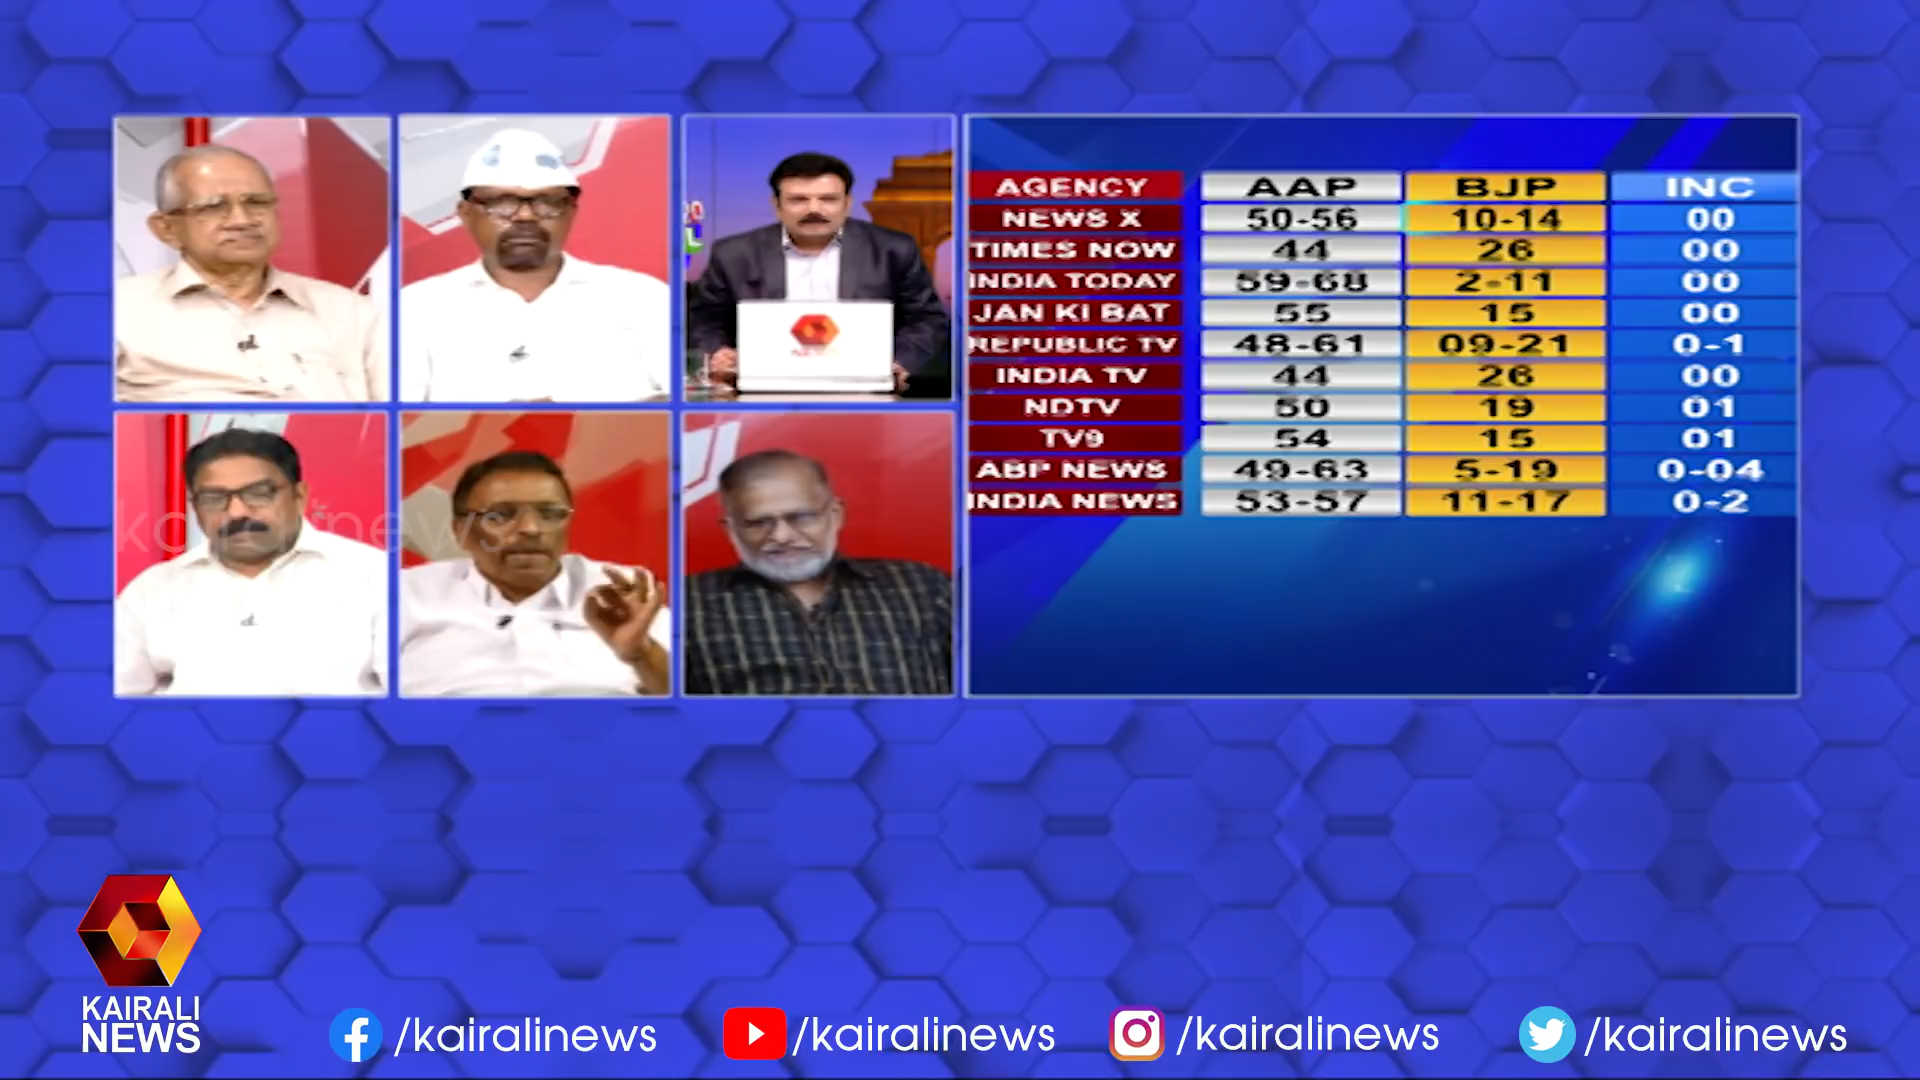 AGENCY AAP BJP INC
NEWS X 50-56 10-14 00
TIMES NOW 44 26 00
INDIA TODAY 59-68 2-11 00
JAN KI BAT 55 15 00
REPUBLIC TV 48-61 09-21 0-1
INDIA TV 44 26 00
NDTV 50 19 01
TV9 54 15 01
ABP NEWS 49-63 5-19 0-04
INDIA NEWS 53-57 11-17 0-2
kairalinews
KAIRALI
NEWS
/kairalinews /kairalinews /kairalinews /kairalinews